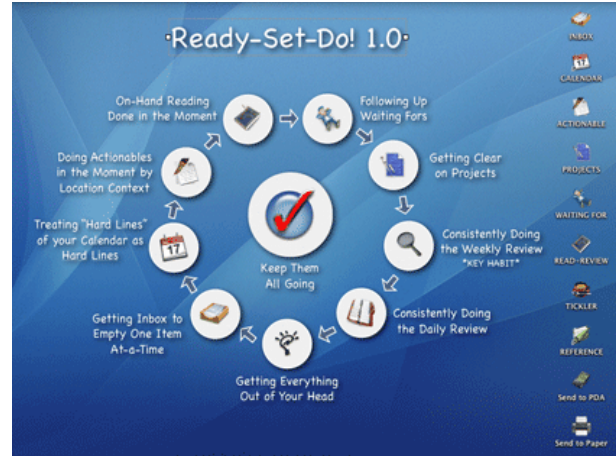 Ready-Set-Do! 1.0
On-Hand Reading
Done in the Moment
Following Up
Waiting Fors
Getting Clear
on Projects
Consistently Doing
the Weekly Review
*KEY HABIT*
Consistently Doing
the Daily Review
Getting Everything
Out of Your Head
Getting Inbox to
Empty One Item
At-a-Time
Treating "Hard Lines"
of your Calendar as
Hard Lines
17
Doing Actionables
in the Moment by
Location Context
Keep Them
All Going
INBOX
17
CALENDAR
ACTIONABLE
PROJECTS
WAITING FOR
READ-REVIEW
TICKLER
REFERENCE
Send to PDA
Send to Paper